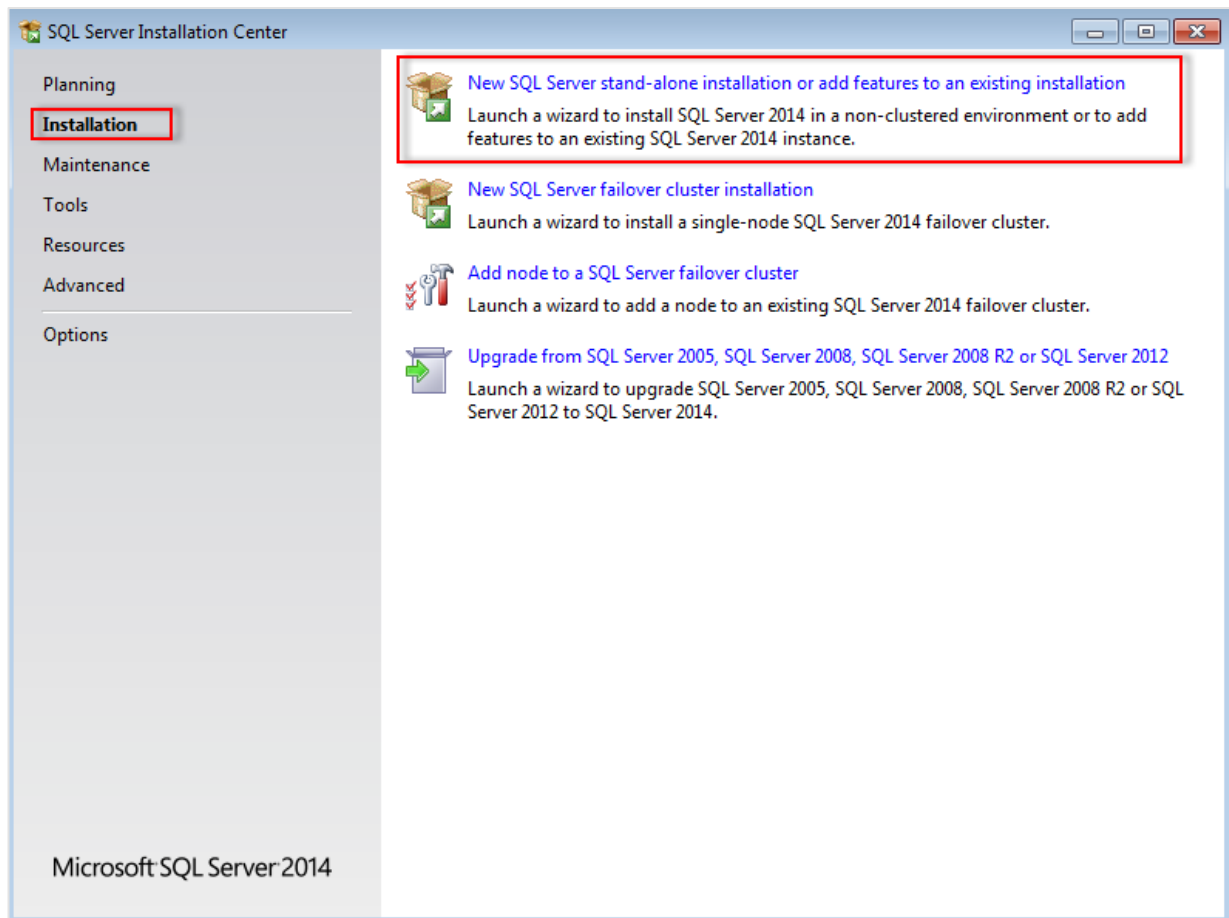 SQL Server Installation Center
Planning
Installation
Maintenance
Tools
Resources
Advanced
Options
New SQL Server stand-alone installation or add features to an existing installation
Launch a wizard to install SQL Server 2014 in a non-clustered environment or to add
features to an existing SQL Server 2014 instance.
New SQL Server failover cluster installation
Launch a wizard to install a single-node SQL Server 2014 failover cluster.
Add node to a SQL Server failover cluster
Launch a wizard to add a node to an existing SQL Server 2014 failover cluster.
Upgrade from SQL Server 2005, SQL Server 2008, SQL Server 2008 R2 or SQL Server 2012
Launch a wizard to upgrade SQL Server 2005, SQL Server 2008, SQL Server 2008 R2 or SQL
Server 2012 to SQL Server 2014.
Microsoft SQL Server 2014